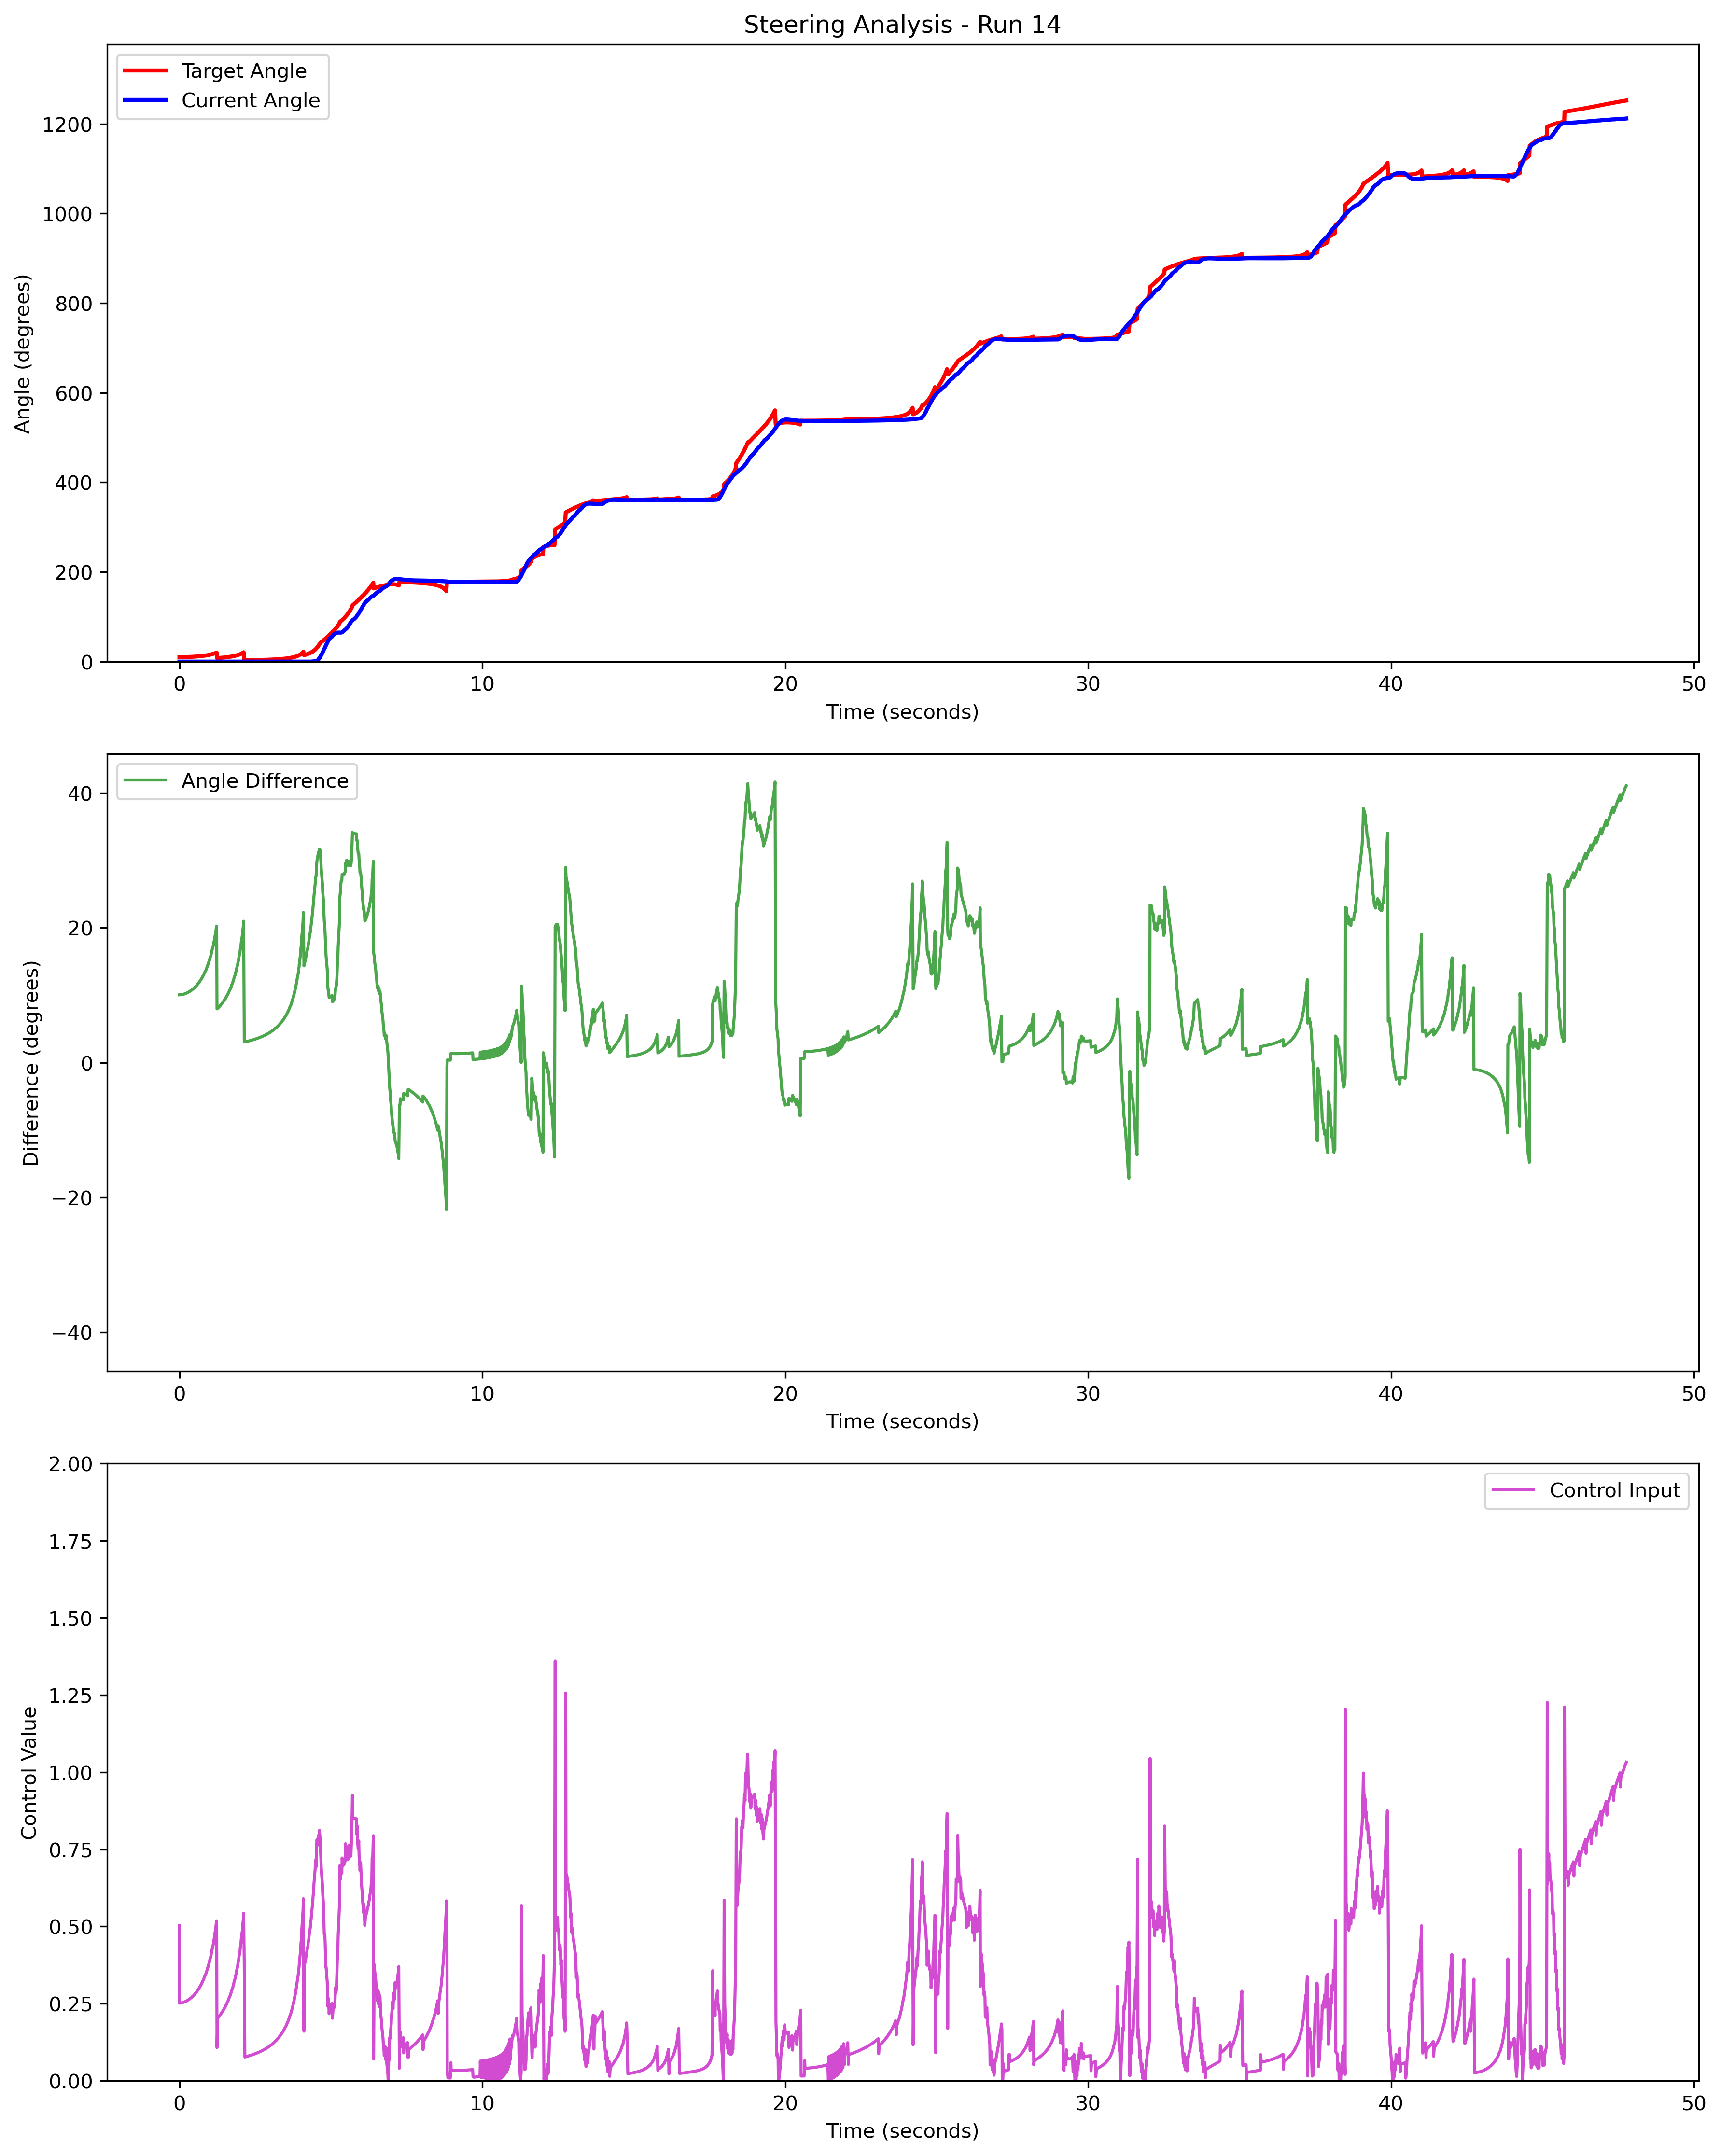 Steering Analysis - Run 14
Target Angle
Current Angle
Angle (degrees)
1200
1000
800
600
400
200
0
0 10 20 30 40 50
Time (seconds)
Angle Difference
Difference (degrees)
40
20
0
−20
−40
0 10 20 30 40 50
Time (seconds)
Control Input
Control Value
2.00
1.75
1.50
1.25
1.00
0.75
0.50
0.25
0.00
0 10 20 30 40 50
Time (seconds)